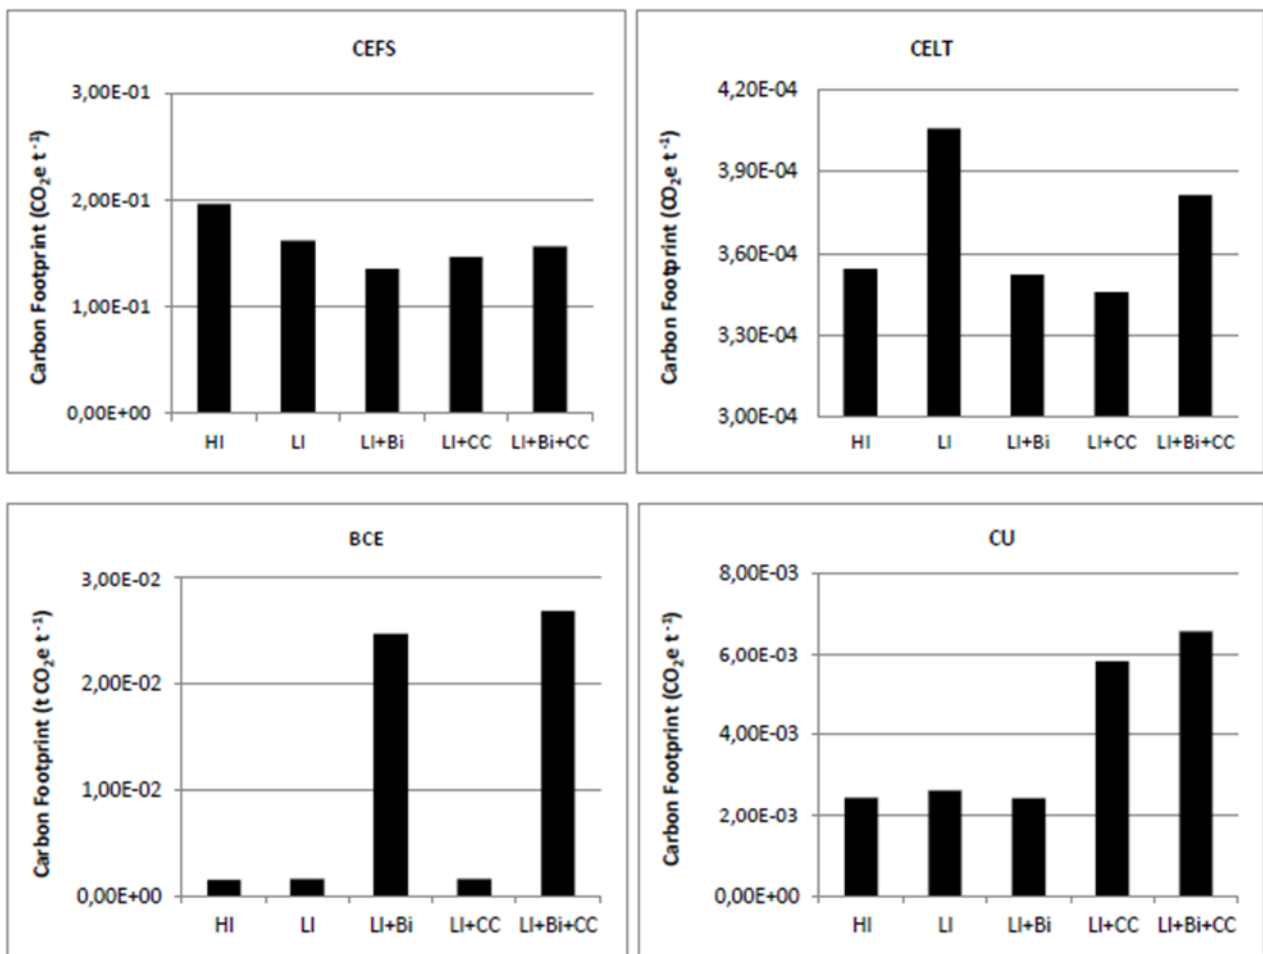 CEFS
Carbon Footprint (CO₂e t⁻¹)
3,00E-01
2,00E-01
1,00E-01
0,00E+00
HI LI LI+Bi LI+CC LI+Bi+CC
CELT
Carbon Footprint (CO₂e t⁻¹)
4,20E-04
3,90E-04
3,60E-04
3,30E-04
3,00E-04
HI LI LI+Bi LI+CC LI+Bi+CC
BCE
Carbon Footprint (t CO₂e t⁻¹)
3,00E-02
2,00E-02
1,00E-02
0,00E+00
HI LI LI+Bi LI+CC LI+Bi+CC
CU
Carbon Footprint (CO₂e t⁻¹)
8,00E-03
6,00E-03
4,00E-03
2,00E-03
0,00E+00
HI LI LI+Bi LI+CC LI+Bi+CC